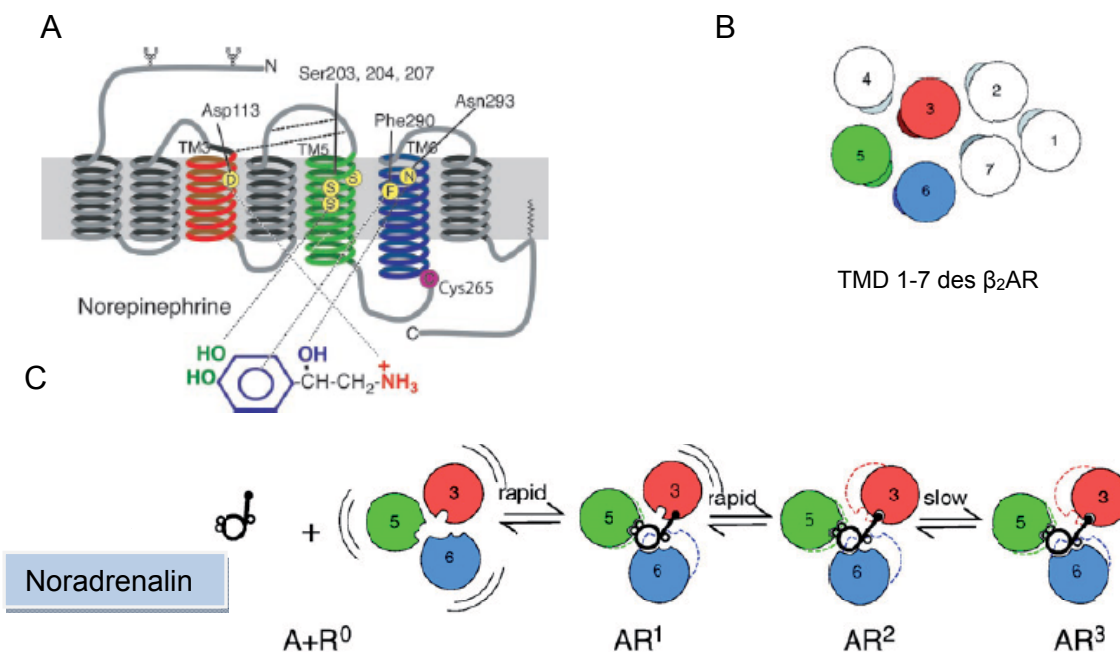 A
B
N
Ser203, 204, 207
Asp113
Asn293
Phe290
TM3
TM5
TM6
D
S
S
S
N
F
Cys265
C
Norepinephrine
HO
HO
OH
CH-CH₂-NH₃
+
4
3
2
1
5
7
6
TMD 1-7 des β₂AR
C
Noradrenalin
+
5
3
6
rapid
5
3
6
rapid
5
3
6
slow
5
3
6
A+R⁰
AR¹
AR²
AR³